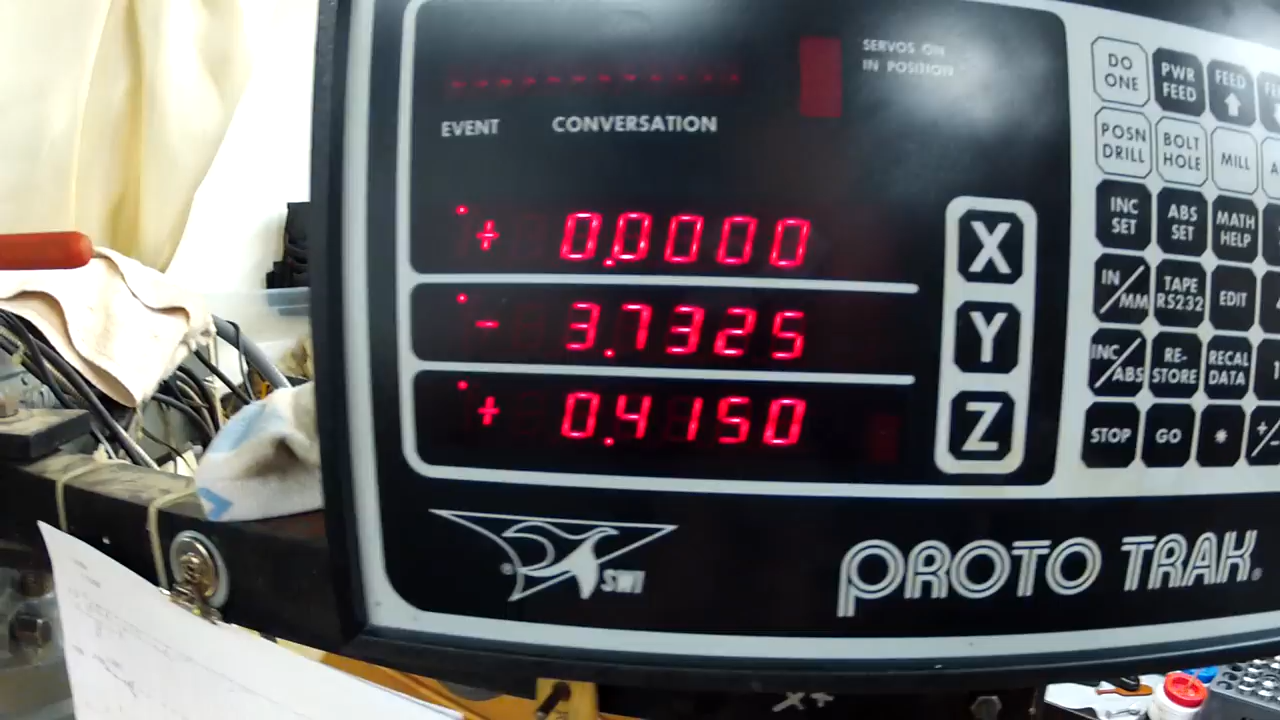 SERVOS ON
IN POSITION
EVENT CONVERSATION
+ 0.0000 X
- 3.7325 Y
+ 0.4150 Z
DO ONE
PWR FEED
FEED
POSN DRILL
BOLT HOLE
MILL
INC SET
ABS SET
MATH HELP
IN/MM
TAPE RS232
EDIT
INC/ABS
RE-STORE
RECAL DATA
STOP
GO
*
+/
® SWI
PROTO TRAK®